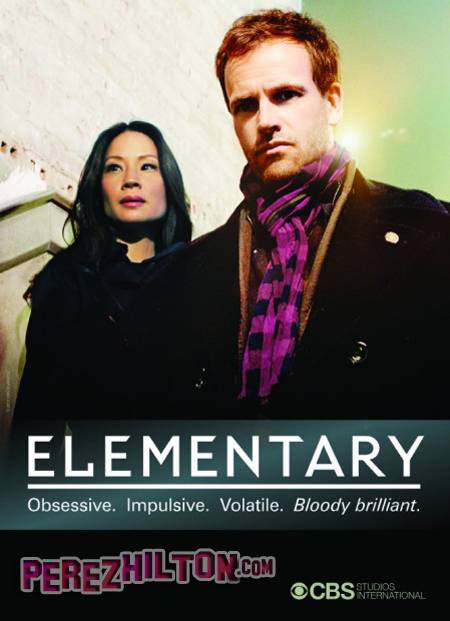 ELEMENTARY
Obsessive. Impulsive. Volatile. Bloody brilliant.
PEREZHILTON.COM
CBS STUDIOS
INTERNATIONAL